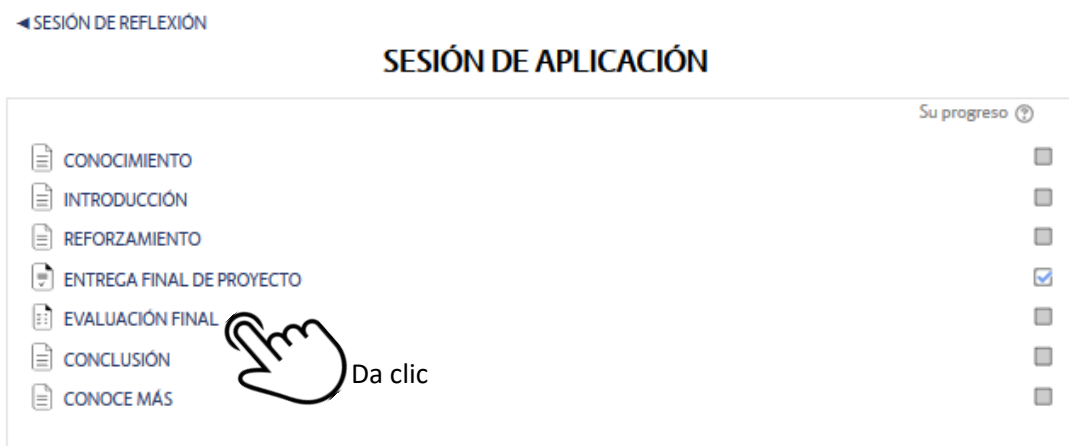 ◄ SESIÓN DE REFLEXIÓN
SESIÓN DE APLICACIÓN
Su progreso ?
CONOCIMIENTO
INTRODUCCIÓN
REFORZAMIENTO
ENTREGA FINAL DE PROYECTO
EVALUACIÓN FINAL
CONCLUSIÓN
Da clic
CONOCE MÁS